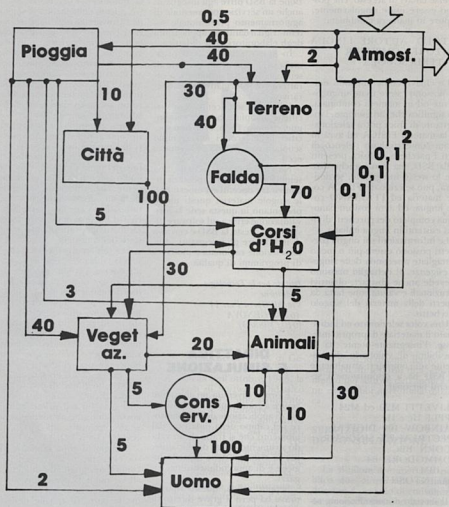 0,5
40
40
2
Pioggia
Atmosf.
10
30
40
Terreno
2
0,1
0,1
0,1
Città
Falda
100
70
5
Corsi
d'H₂0
30
5
3
40
Veget
az.
20
Animali
5
10
10
30
Cons
erv.
5
100
2
Uomo